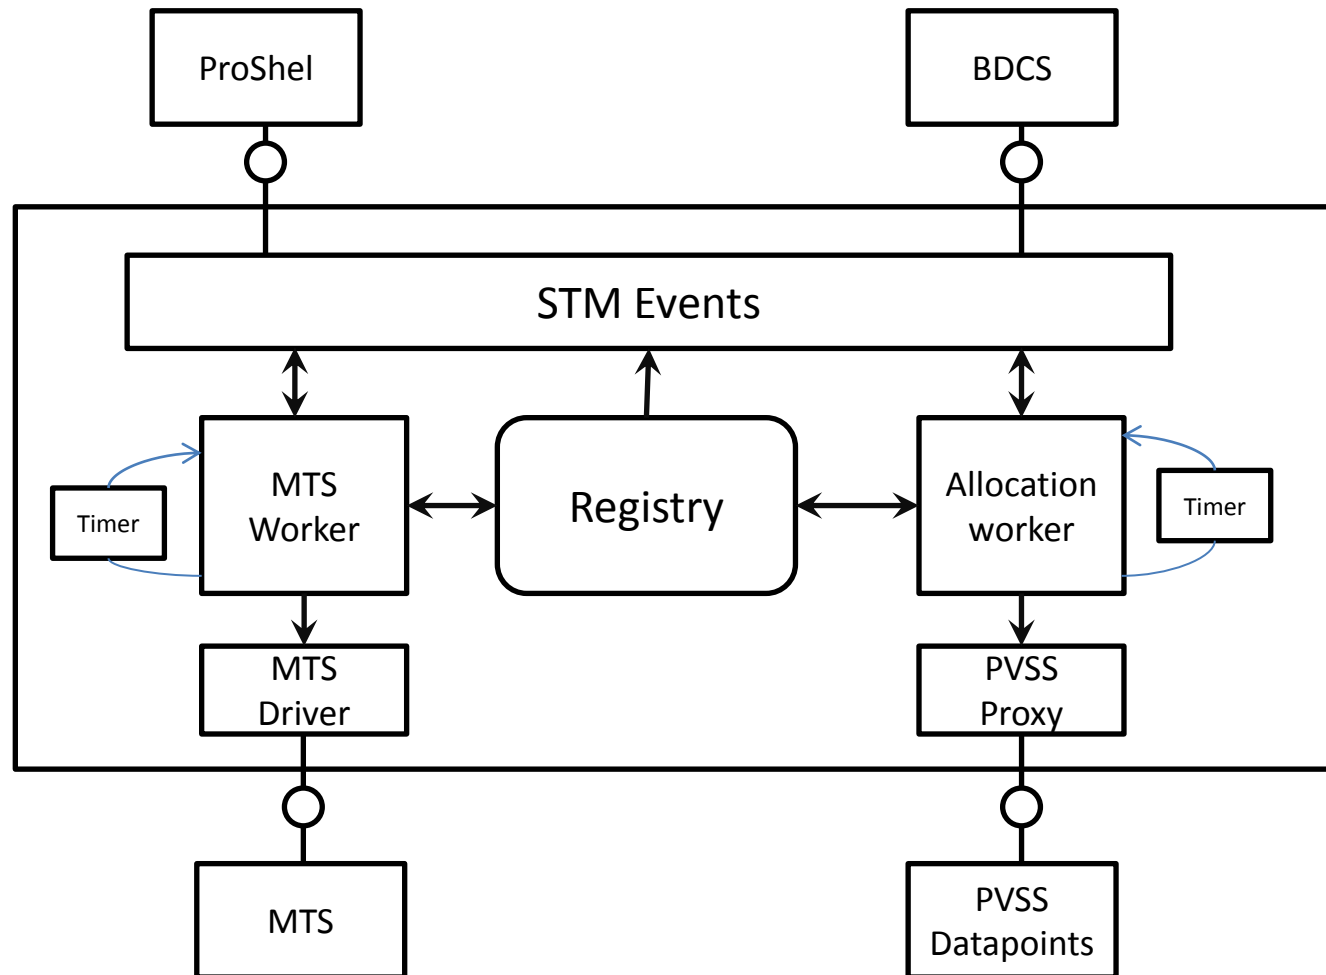 ProShel
BDCS
STM Events
MTS
Worker
Registry
Allocation
worker
Timer
Timer
MTS
Driver
PVSS
Proxy
MTS
PVSS
Datapoints